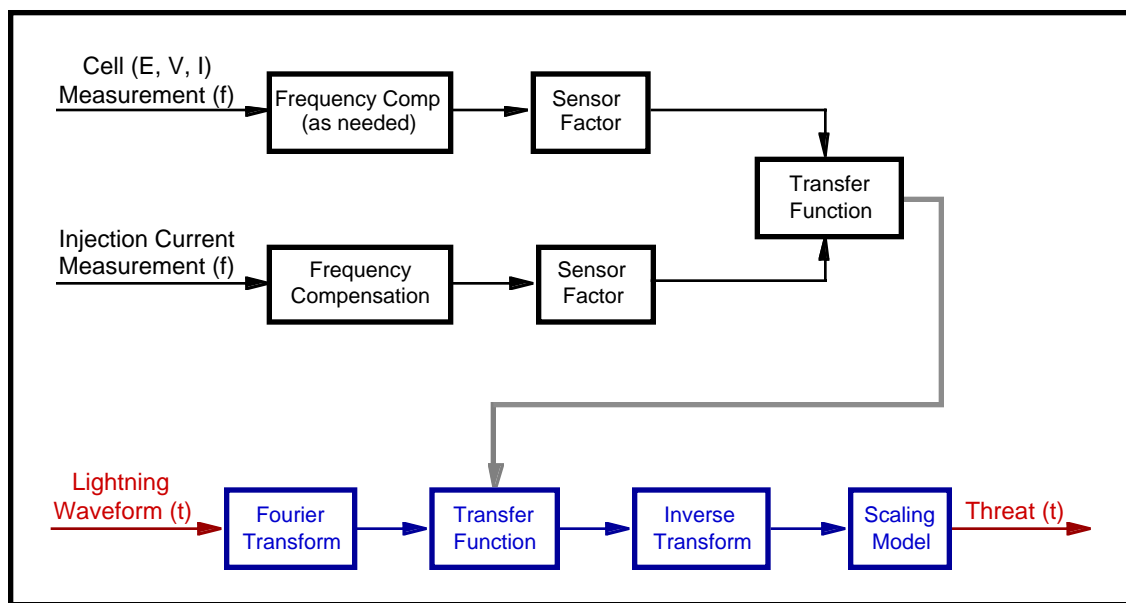 Cell (E, V, I)
Measurement (f)
Frequency Comp
(as needed)
Sensor
Factor
Transfer
Function
Injection Current
Measurement (f)
Frequency
Compensation
Sensor
Factor
Lightning
Waveform (t)
Fourier
Transform
Transfer
Function
Inverse
Transform
Scaling
Model
Threat (t)